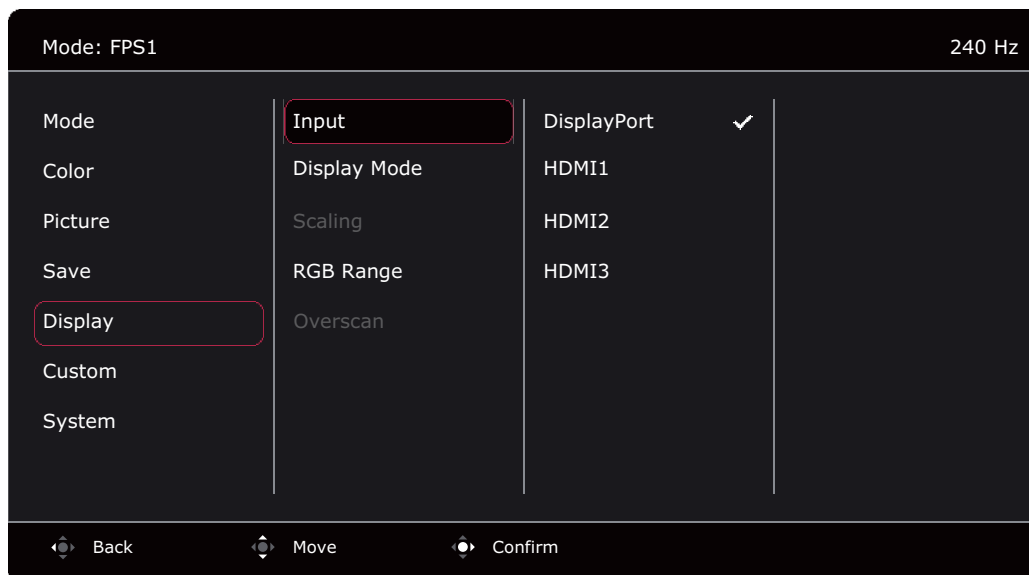 Mode: FPS1 240 Hz
Mode Input DisplayPort
Color Display Mode HDMI1
Picture Scaling HDMI2
Save RGB Range HDMI3
Display Overscan
Custom
System
Back Move Confirm